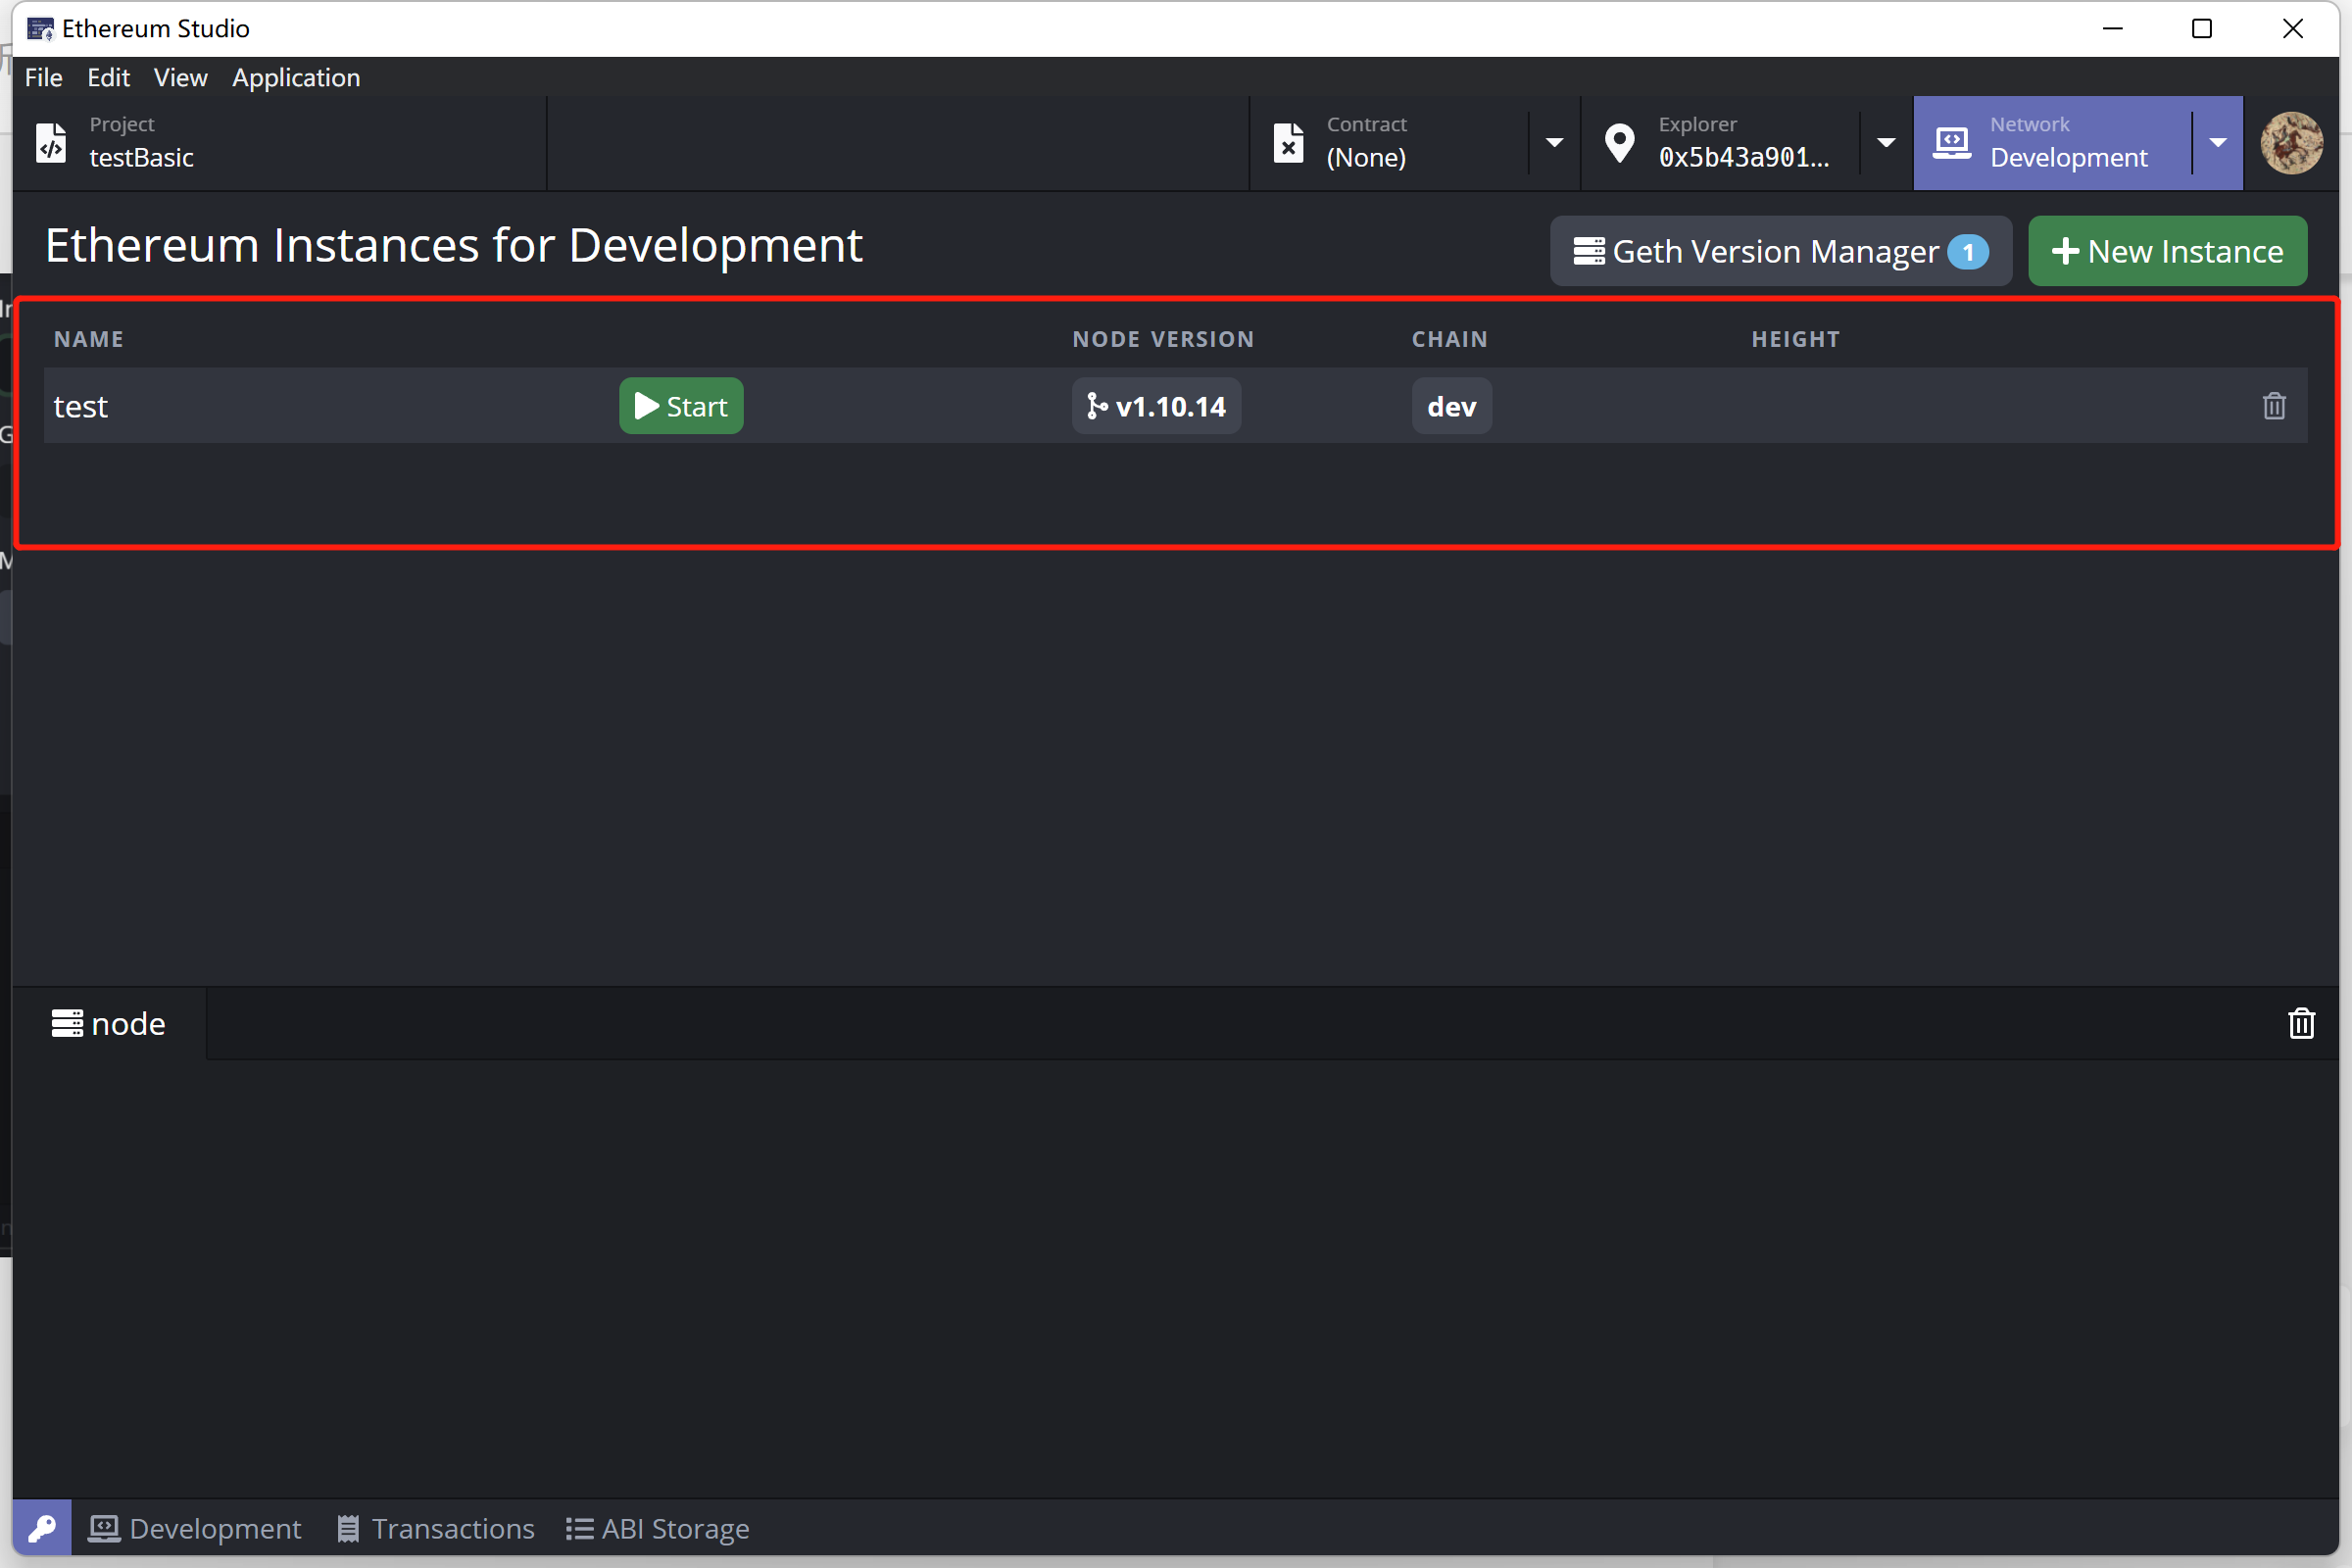 Ethereum Studio
File Edit View Application
Project
testBasic
Contract
(None)
Explorer
0x5b43a901...
Network
Development
Ethereum Instances for Development
Geth Version Manager 1
New Instance
NAME NODE VERSION CHAIN HEIGHT
test Start v1.10.14 dev
node
Development Transactions ABI Storage